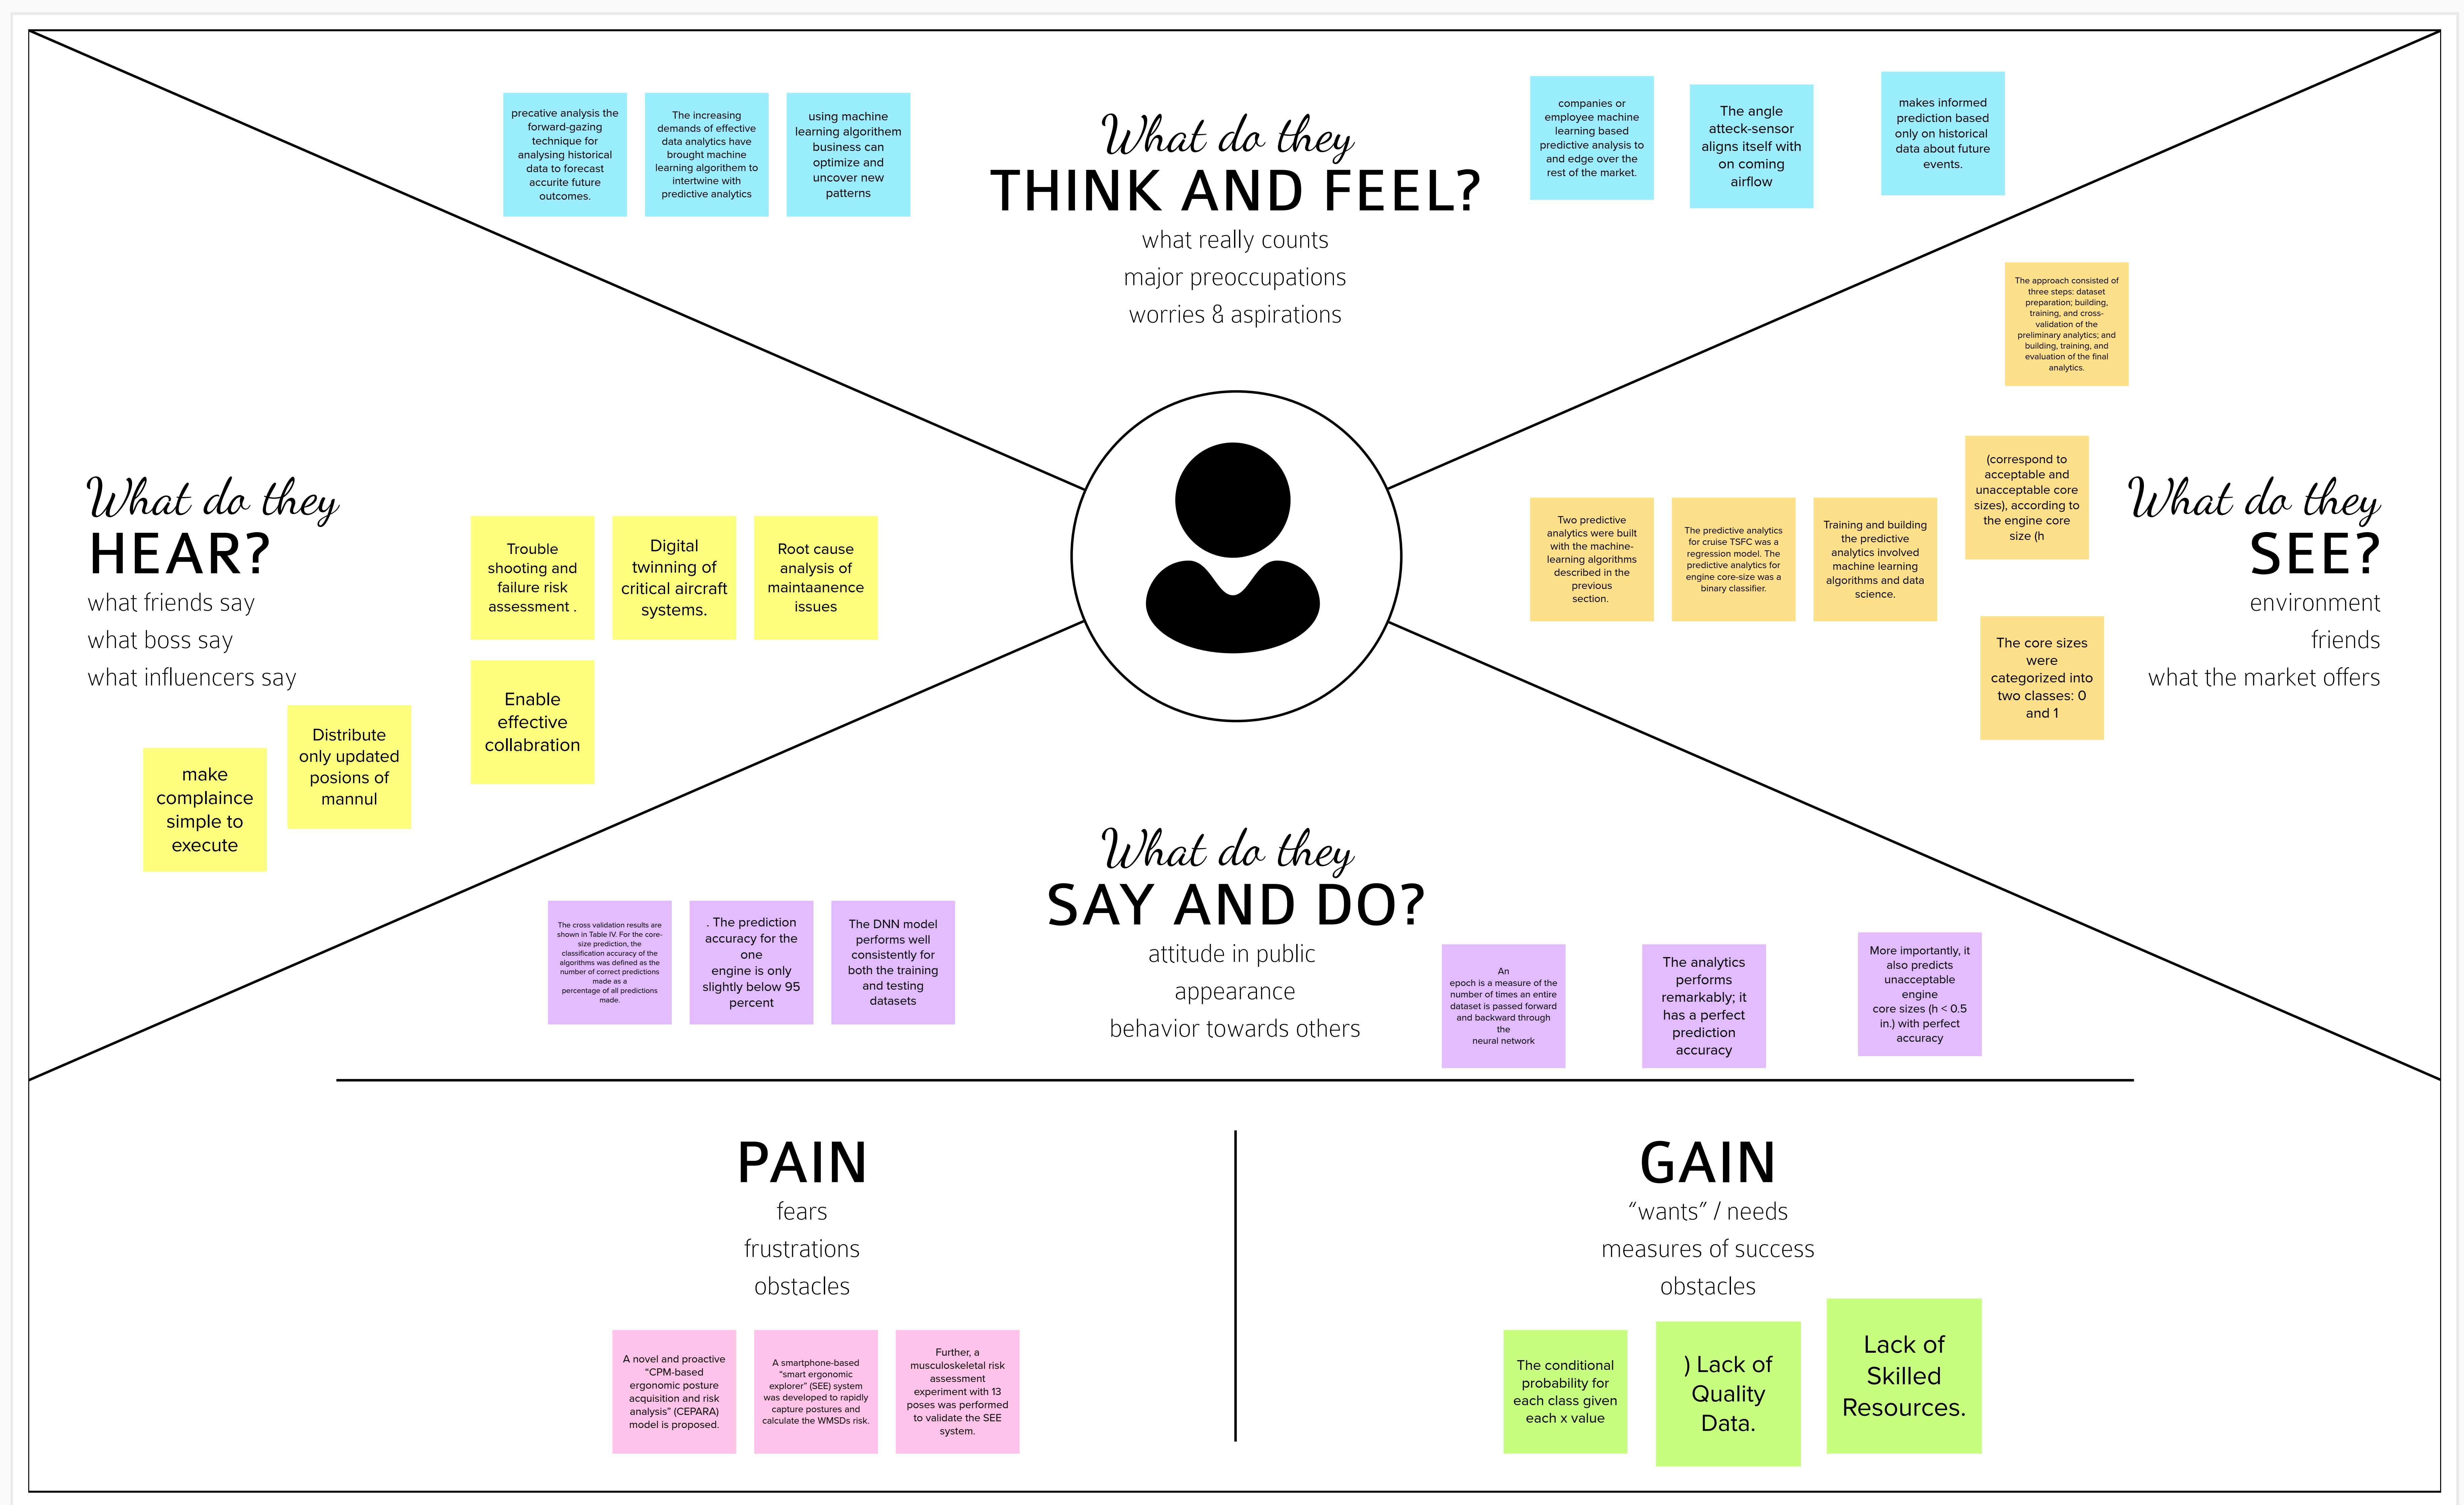 precative analysis the
forward-gazing
technique for
analysing historical
data to forecast
accurite future
outcomes.
The increasing
demands of effective
data analytics have
brought machine
learning algorithem to
intertwine with
predictive analytics
using machine
learning algorithem
business can
optimize and
uncover new
patterns
What do they
THINK AND FEEL?
what really counts
major preoccupations
worries & aspirations
companies or
employee machine
learning based
predictive analysis to
and edge over the
rest of the market.
The angle
atteck-sensor
aligns itself with
on coming
airflow
makes informed
prediction based
only on historical
data about future
events.
What do they
HEAR?
what friends say
what boss say
what influencers say
Trouble
shooting and
failure risk
assessment .
Digital
twinning of
critical aircraft
systems.
Root cause
analysis of
maintaanence
issues
Enable
effective
collabration
Distribute
only updated
posions of
mannul
make
complaince
simple to
execute
The approach consisted of
three steps: dataset
preparation; building,
training, and cross-
validation of the
preliminary analytics; and
building, training, and
evaluation of the final
analytics.
(correspond to
acceptable and
unacceptable core
sizes), according to
the engine core
size (h
Two predictive
analytics were built
with the machine-
learning algorithms
described in the
previous
section.
The predictive analytics
for cruise TSFC was a
regression model. The
predictive analytics for
engine core-size was a
binary classifier.
Training and building
the predictive
analytics involved
machine learning
algorithms and data
science.
The core sizes
were
categorized into
two classes: 0
and 1
What do they
SEE?
environment
friends
what the market offers
What do they
SAY AND DO?
attitude in public
appearance
behavior towards others
The cross validation results are
shown in Table IV. For the core-
size prediction, the
classification accuracy of the
algorithms was defined as the
number of correct predictions
made as a
percentage of all predictions
made.
. The prediction
accuracy for the
one
engine is only
slightly below 95
percent
The DNN model
performs well
consistently for
both the training
and testing
datasets
An
epoch is a measure of the
number of times an entire
dataset is passed forward
and backward through
the
neural network
The analytics
performs
remarkably; it
has a perfect
prediction
accuracy
More importantly, it
also predicts
unacceptable
engine
core sizes (h < 0.5
in.) with perfect
accuracy
PAIN
fears
frustrations
obstacles
A novel and proactive
"CPM-based
ergonomic posture
acquisition and risk
analysis" (CEPARA)
model is proposed.
A smartphone-based
"smart ergonomic
explorer" (SEE) system
was developed to rapidly
capture postures and
calculate the WMSDs risk.
Further, a
musculoskeletal risk
assessment
experiment with 13
poses was performed
to validate the SEE
system.
GAIN
“wants” / needs
measures of success
obstacles
The conditional
probability for
each class given
each x value
) Lack of
Quality
Data.
Lack of
Skilled
Resources.